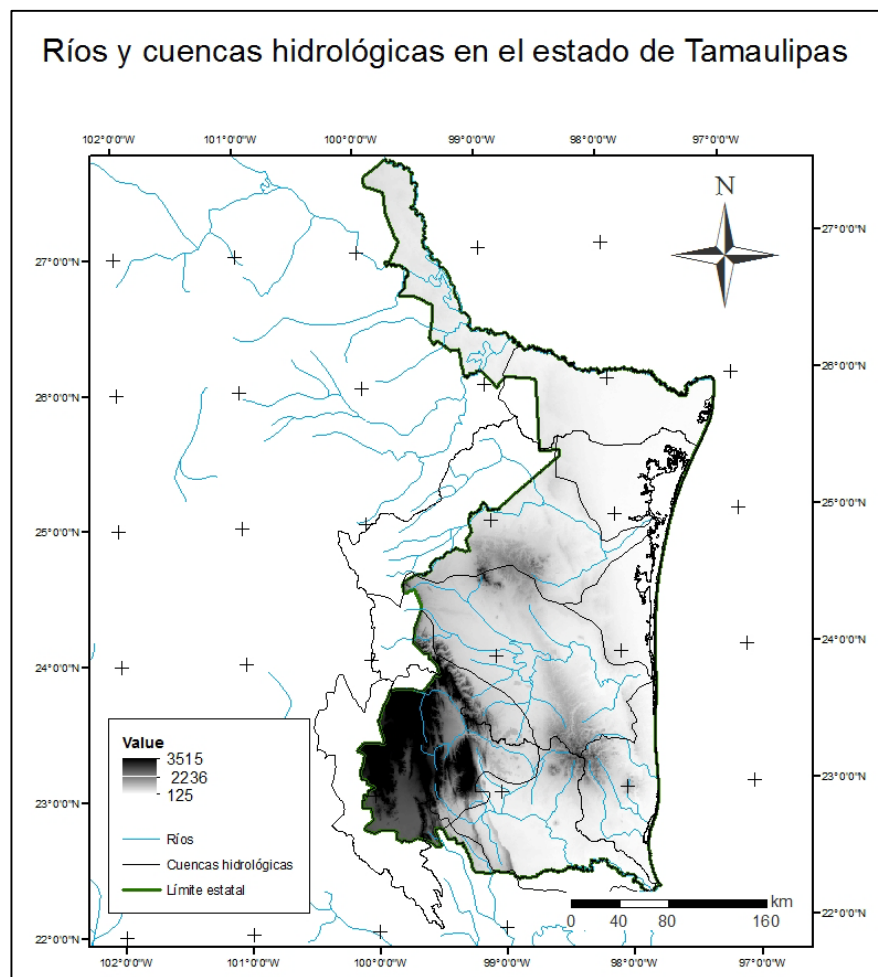 Ríos y cuencas hidrológicas en el estado de Tamaulipas
102°0'0"W 101°0'0"W 100°0'0"W 99°0'0"W 98°0'0"W 97°0'0"W
N
27°0'0"N 27°0'0"N
26°0'0"N 26°0'0"N
25°0'0"N 25°0'0"N
24°0'0"N 24°0'0"N
23°0'0"N 23°0'0"N
22°0'0"N 22°0'0"N
Value
3515
2236
125
Ríos
Cuencas hidrológicas
Límite estatal
km
0 40 80 160
102°0'0"W 101°0'0"W 100°0'0"W 99°0'0"W 98°0'0"W 97°0'0"W